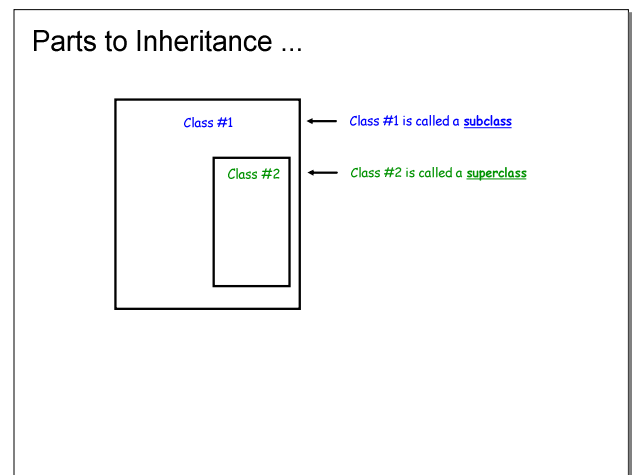 Parts to Inheritance ...
Class #1
Class #1 is called a subclass
Class #2
Class #2 is called a superclass